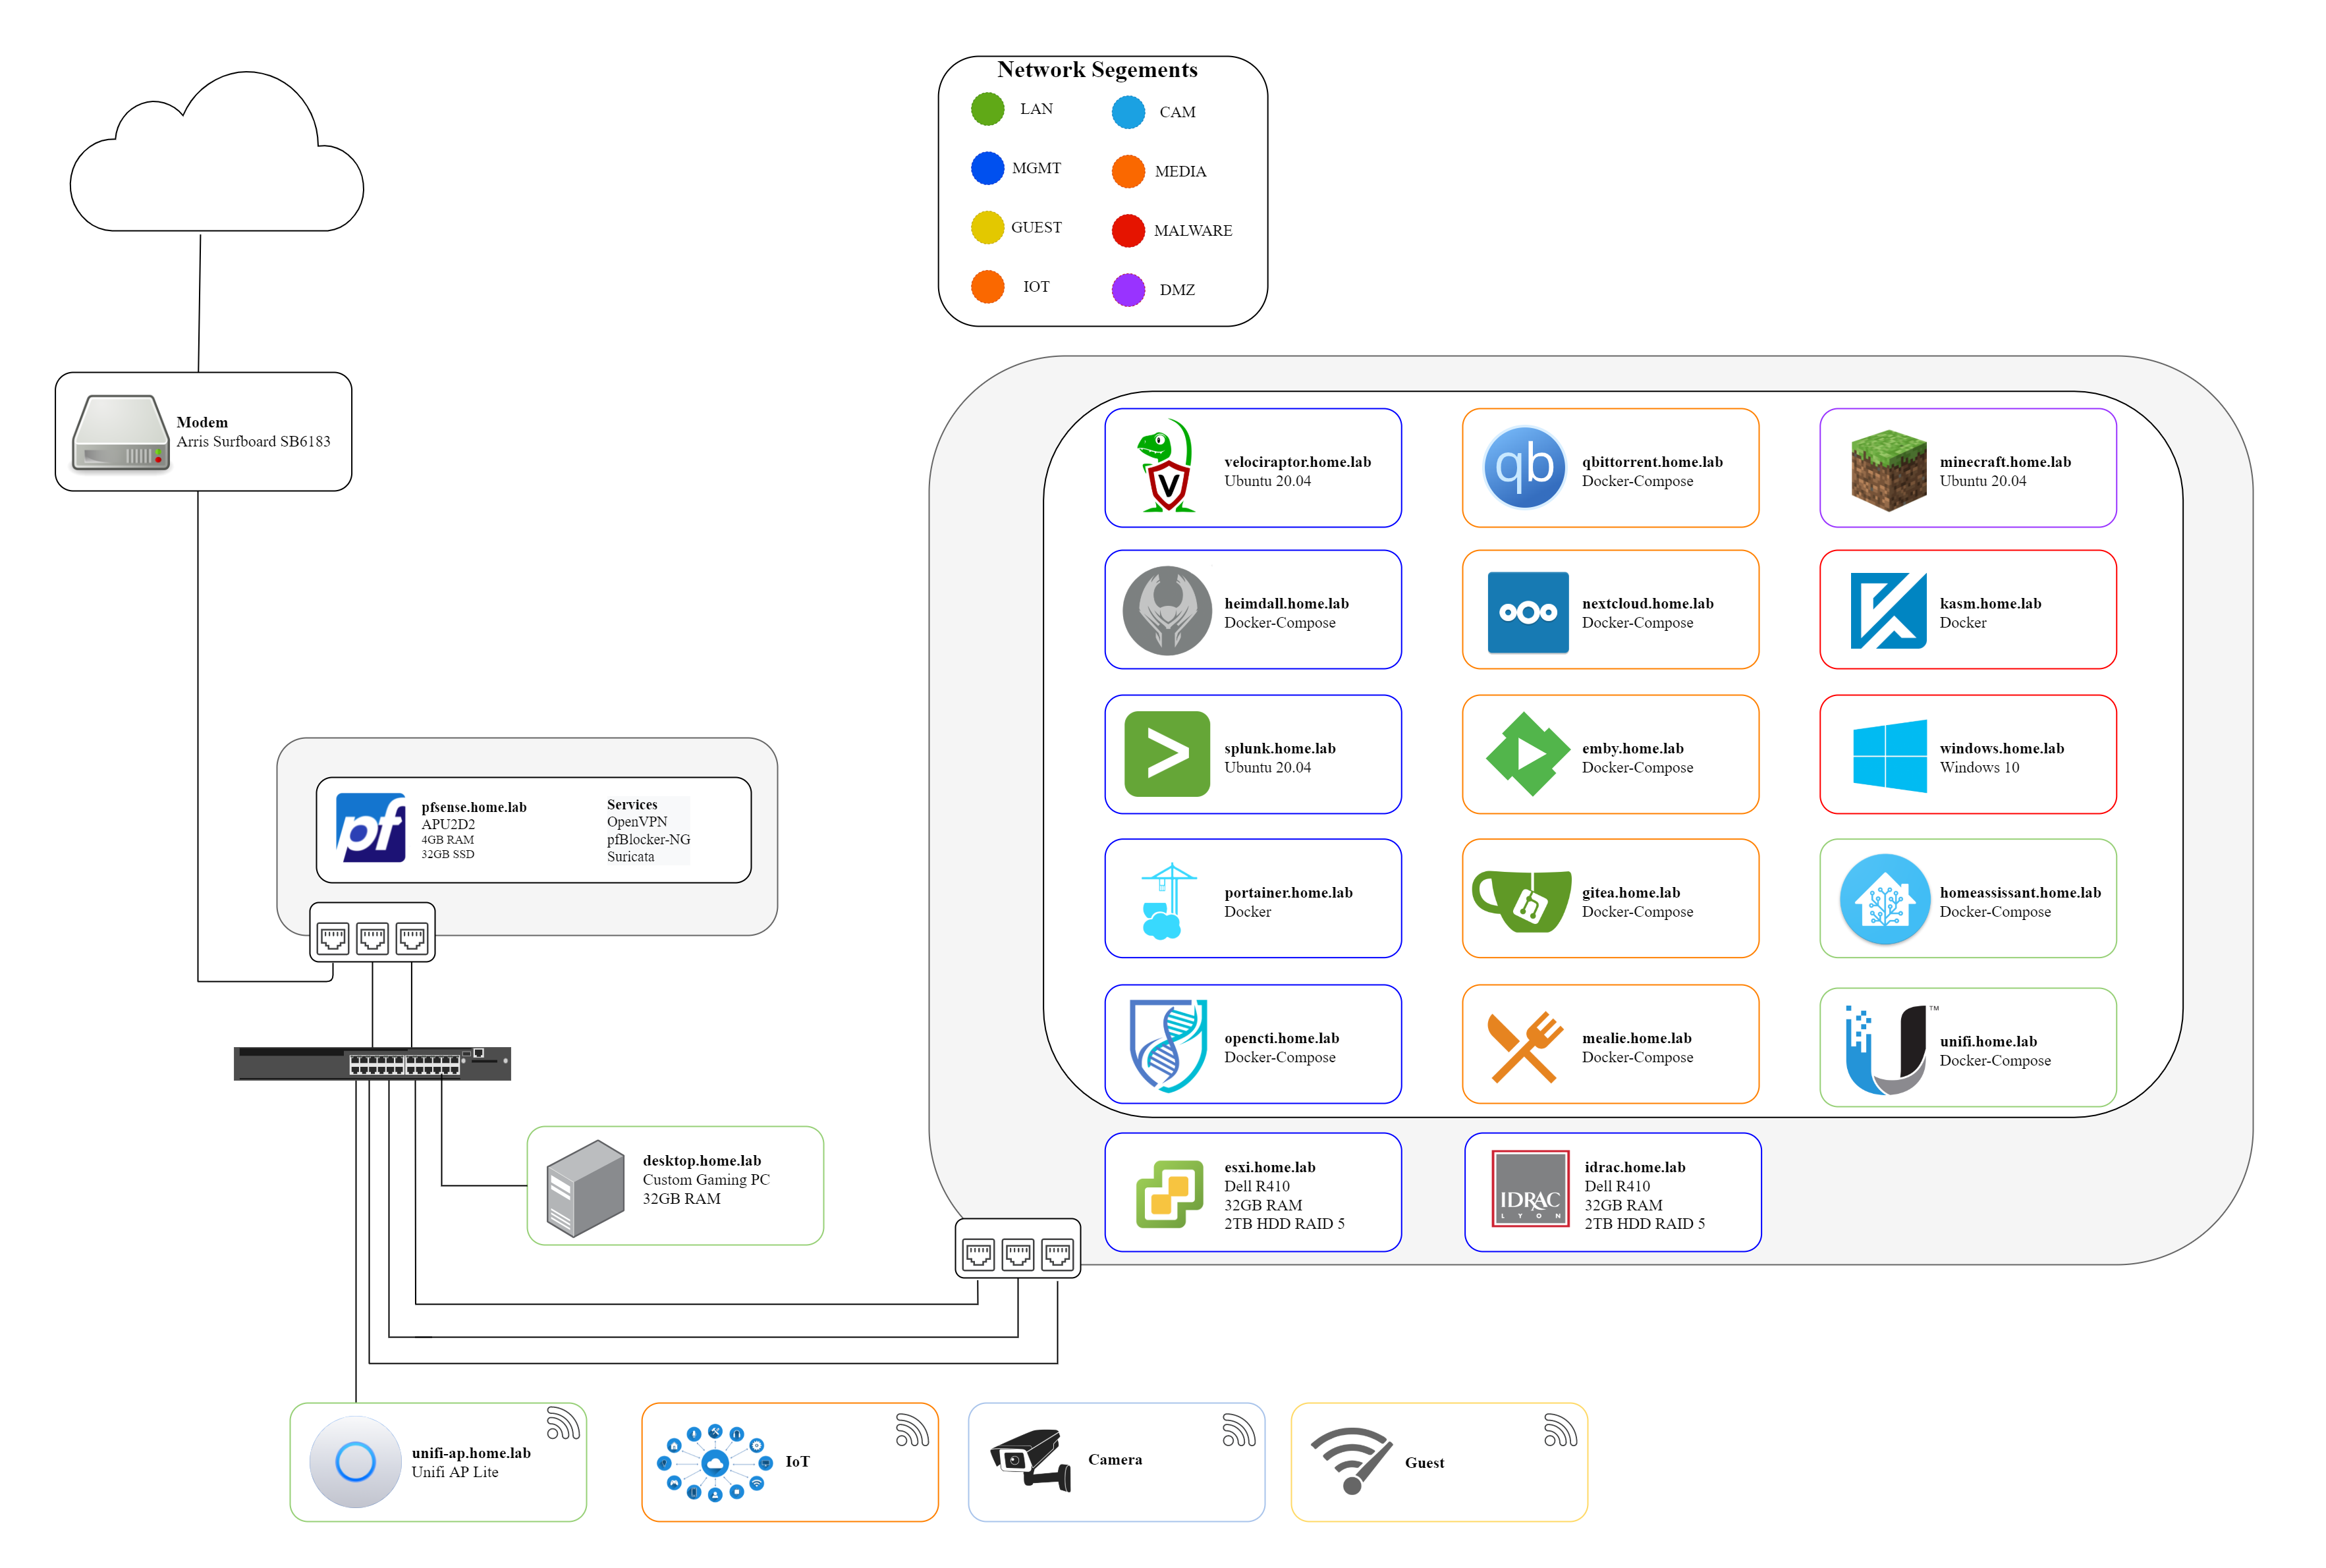 Network Segements
LAN
CAM
MGMT
MEDIA
GUEST
MALWARE
IOT
DMZ
Modem
Arris Surfboard SB6183
velociraptor.home.lab
Ubuntu 20.04
qb
qbittorrent.home.lab
Docker-Compose
minecraft.home.lab
Ubuntu 20.04
heimdall.home.lab
Docker-Compose
nextcloud.home.lab
Docker-Compose
kasm.home.lab
Docker
splunk.home.lab
Ubuntu 20.04
emby.home.lab
Docker-Compose
windows.home.lab
Windows 10
pf
pfsense.home.lab
APU2D2
4GB RAM
32GB SSD
Services
OpenVPN
pfBlocker-NG
Suricata
portainer.home.lab
Docker
gitea.home.lab
Docker-Compose
homeassissant.home.lab
Docker-Compose
opencti.home.lab
Docker-Compose
mealie.home.lab
Docker-Compose
TM
unifi.home.lab
Docker-Compose
desktop.home.lab
Custom Gaming PC
32GB RAM
esxi.home.lab
Dell R410
32GB RAM
2TB HDD RAID 5
IDRAC
LYON
idrac.home.lab
Dell R410
32GB RAM
2TB HDD RAID 5
unifi-ap.home.lab
Unifi AP Lite
IoT
Camera
Guest